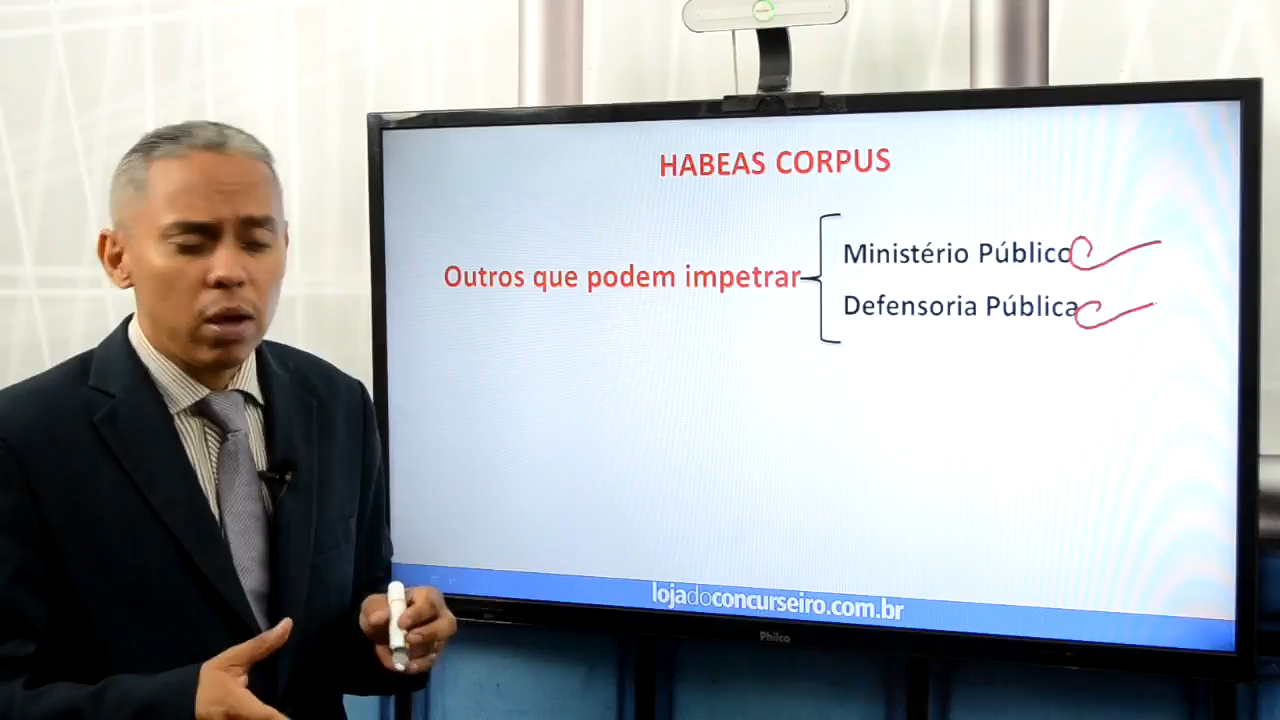 HABEAS CORPUS
Outros que podem impetrar
Ministério Público
Defensoria Pública
lojadoconcurseiro.com.br
Philco